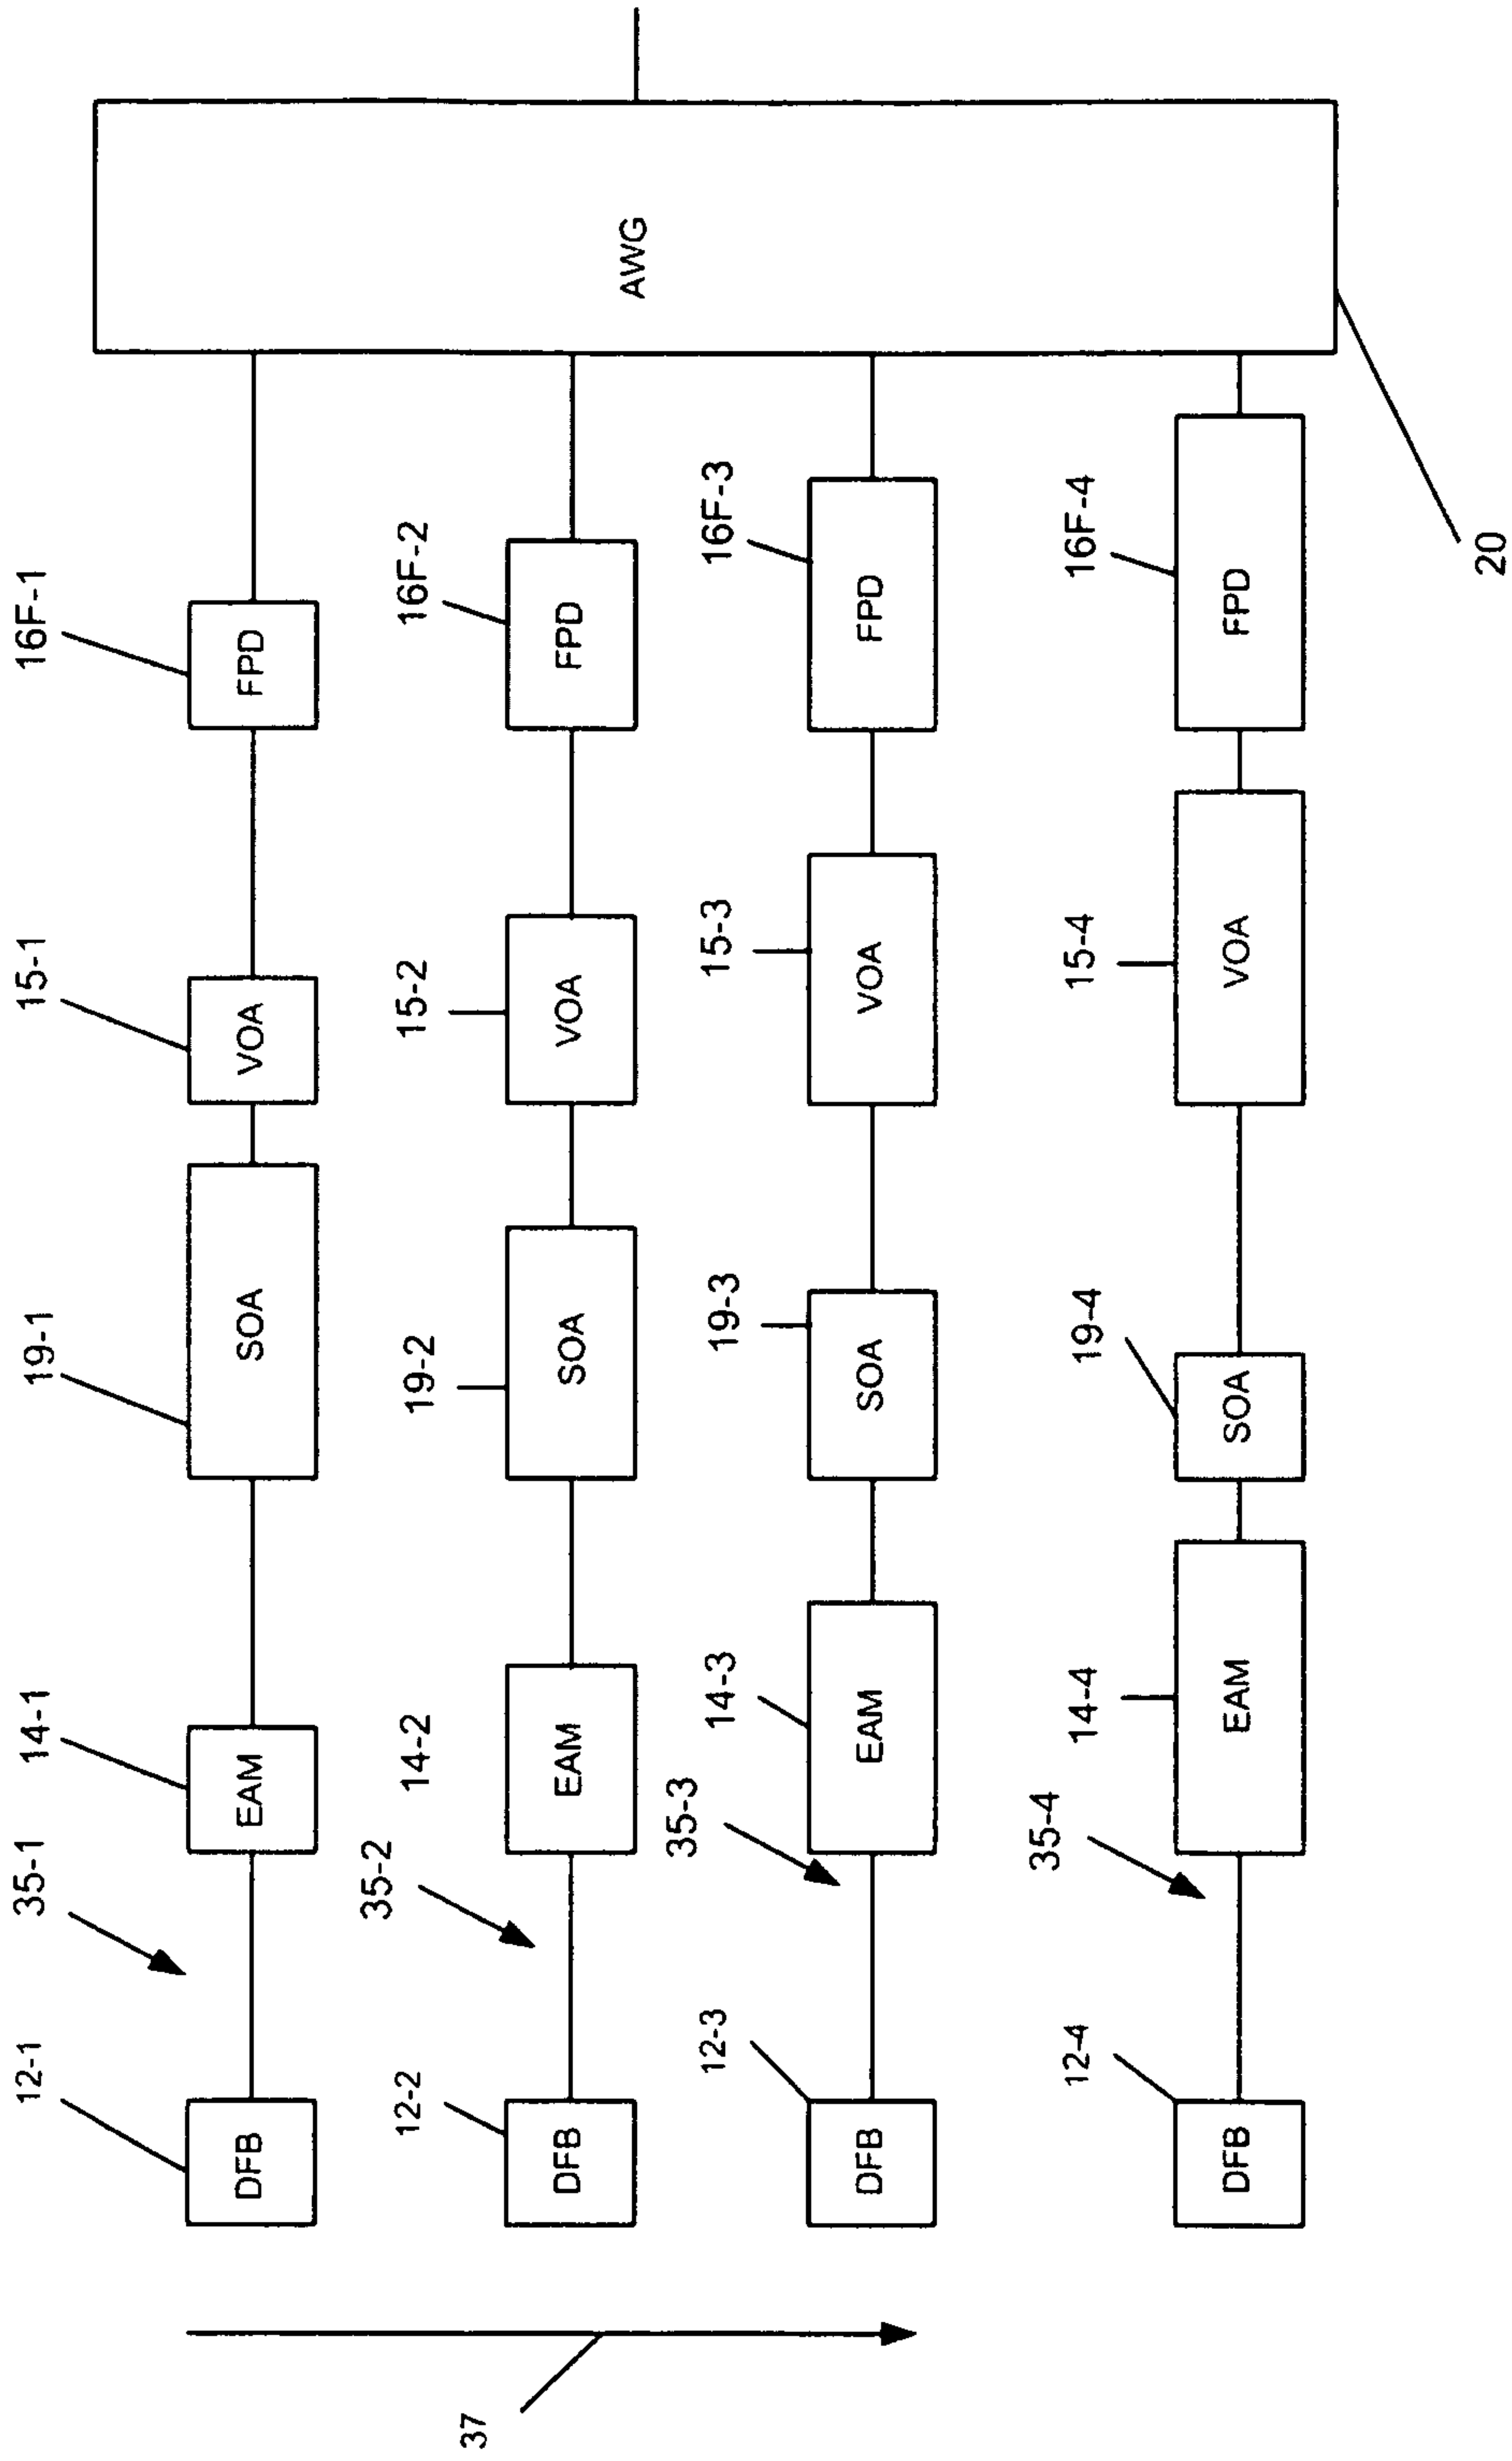 12-1
35-1
14-1
19-1
15-1
16F-1
DFB
EAM
SOA
VOA
FPD
12-2
35-2
14-2
19-2
15-2
16F-2
DFB
EAM
SOA
VOA
FPD
AWG
12-3
35-3
14-3
19-3
15-3
16F-3
DFB
EAM
SOA
VOA
FPD
12-4
35-4
14-4
19-4
15-4
16F-4
DFB
EAM
SOA
VOA
FPD
37
20